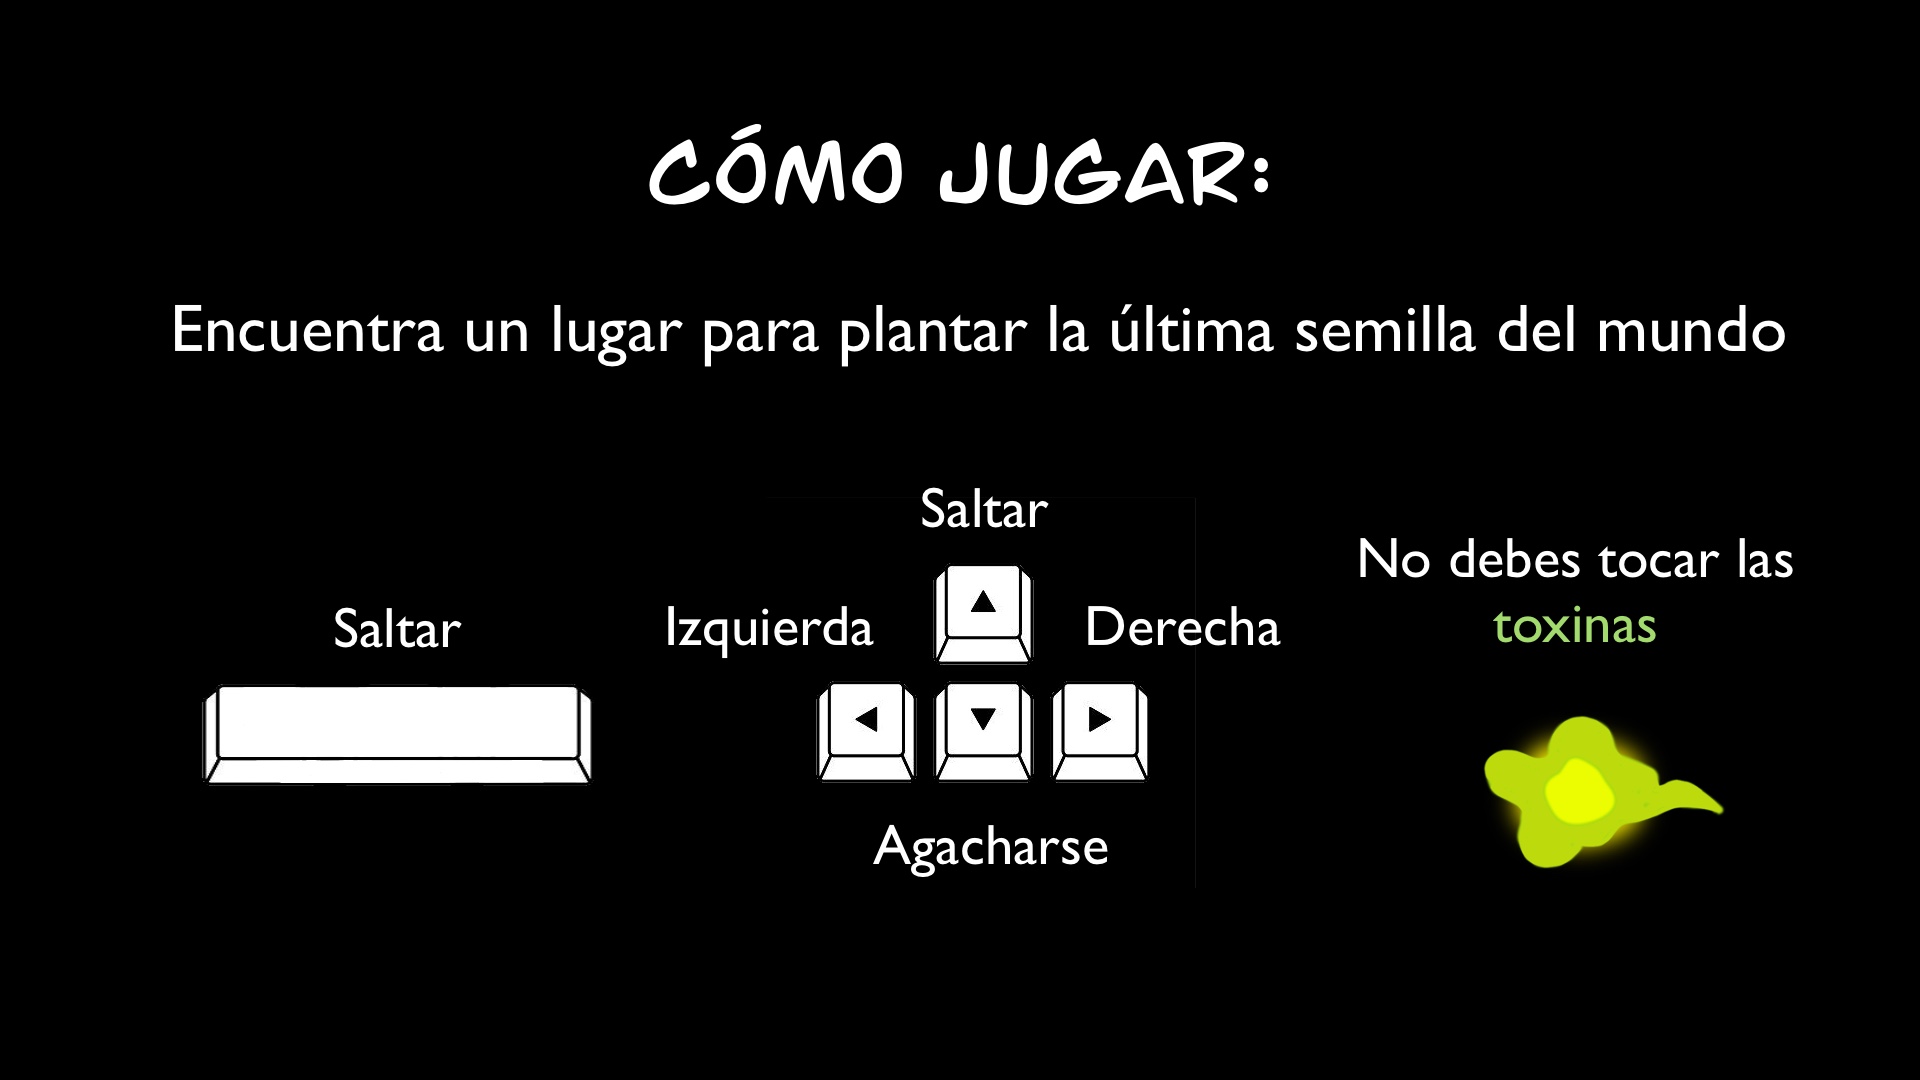 CÓMO JUGAR:
Encuentra un lugar para plantar la última semilla del mundo
Saltar
Saltar
Izquierda
Derecha
Agacharse
No debes tocar las
toxinas